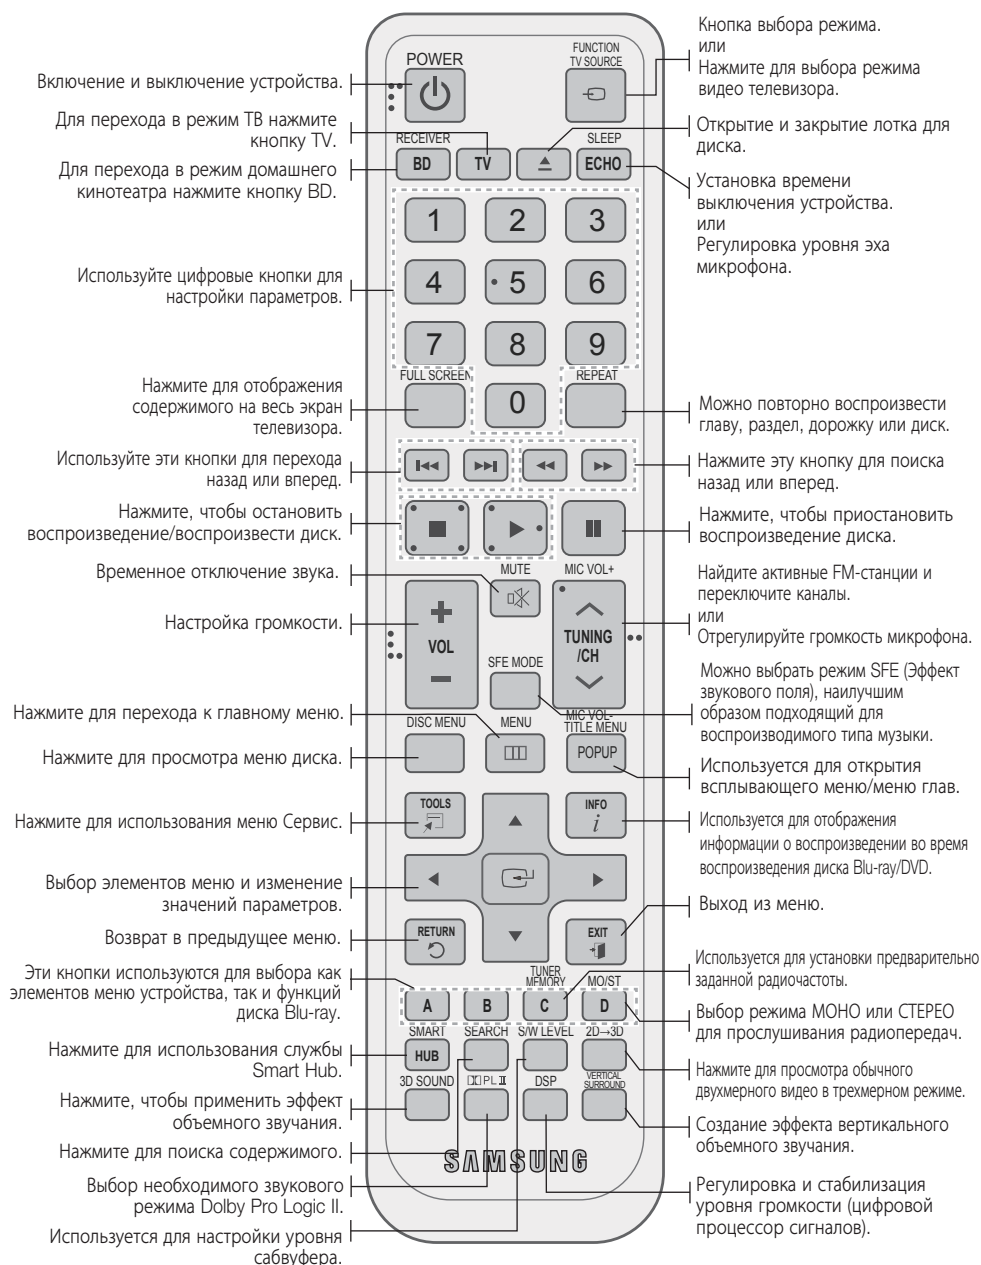 Включение и выключение устройства.
Для перехода в режим ТВ нажмите
кнопку TV.
Для перехода в режим домашнего
кинотеатра нажмите кнопку BD.
Используйте цифровые кнопки для
настройки параметров.
Нажмите для отображения
содержимого на весь экран
телевизора.
Используйте эти кнопки для перехода
назад или вперед.
Нажмите, чтобы остановить
воспроизведение/воспроизвести диск.
Временное отключение звука.
Настройка громкости.
Нажмите для перехода к главному меню.
Нажмите для просмотра меню диска.
Нажмите для использования меню Сервис.
Выбор элементов меню и изменение
значений параметров.
Возврат в предыдущее меню.
Эти кнопки используются для выбора как
элементов меню устройства, так и функций
диска Blu-ray.
Нажмите для использования службы
Smart Hub.
Нажмите, чтобы применить эффект
объемного звучания.
Нажмите для поиска содержимого.
Выбор необходимого звукового
режима Dolby Pro Logic II.
Используется для настройки уровня
сабвуфера.
POWER
FUNCTION
TV SOURCE
RECEIVER
SLEEP
BD
TV
ECHO
1
2
3
4
5
6
7
8
9
FULL SCREEN
0
REPEAT
MUTE
MIC VOL+
VOL
TUNING
/CH
SFE MODE
MIC VOL-
DISC MENU
MENU
TITLE MENU
POPUP
TOOLS
INFO
i
RETURN
EXIT
TUNER
MEMORY
MO/ST
A
B
C
D
SMART
SEARCH
S/W LEVEL
2D→3D
HUB
3D SOUND
PL II
DSP
VERTICAL
SURROUND
SAMSUNG
Кнопка выбора режима.
или
Нажмите для выбора режима
видео телевизора.
Открытие и закрытие лотка для
диска.
Установка времени
выключения устройства.
или
Регулировка уровня эха
микрофона.
Можно повторно воспроизвести
главу, раздел, дорожку или диск.
Нажмите эту кнопку для поиска
назад или вперед.
Нажмите, чтобы приостановить
воспроизведение диска.
Найдите активные FM-станции и
переключите каналы.
или
Отрегулируйте громкость микрофона.
Можно выбрать режим SFE (Эффект
звукового поля), наилучшим
образом подходящий для
воспроизводимого типа музыки.
Используется для открытия
всплывающего меню/меню глав.
Используется для отображения
информации о воспроизведении во время
воспроизведения диска Blu-ray/DVD.
Выход из меню.
Используется для установки предварительно
заданной радиочастоты.
Выбор режима МОНО или СТЕРЕО
для прослушивания радиопередач.
Нажмите для просмотра обычного
двухмерного видео в трехмерном режиме.
Создание эффекта вертикального
объемного звучания.
Регулировка и стабилизация
уровня громкости (цифровой
процессор сигналов).